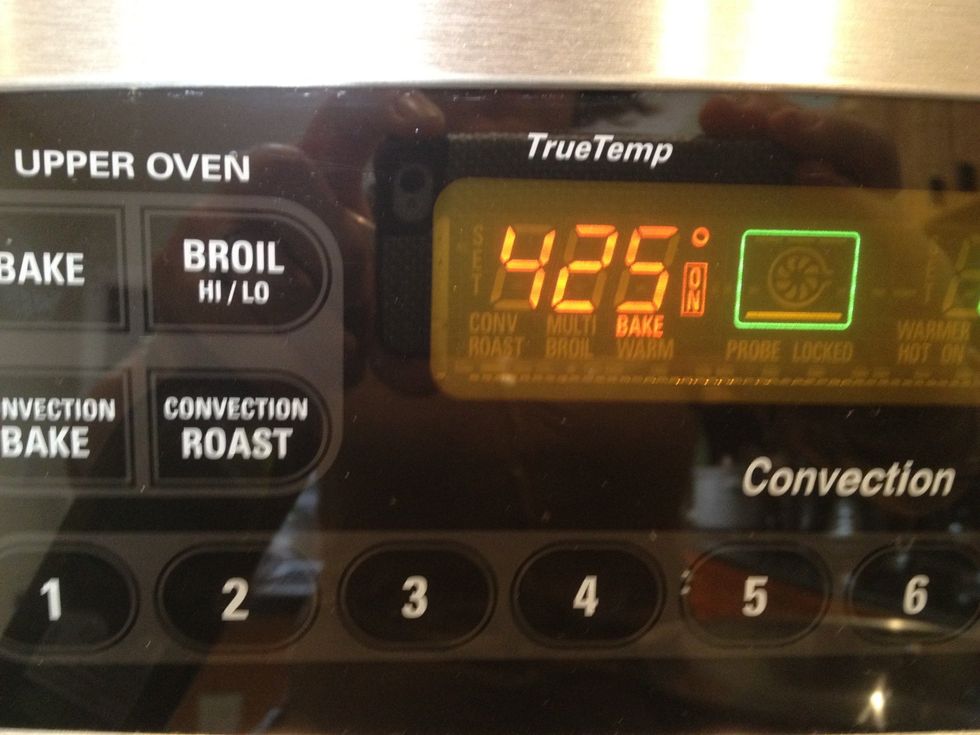 TrueTemp
UPPER OVEN
BAKE
BROIL
HI / LO
SET
425°
ON
CONV MULTI BAKE
ROAST BROIL WARM
PROBE LOCKED
WARMER
HOT ON
NVECTION
BAKE
CONVECTION
ROAST
Convection
1 2 3 4 5 6